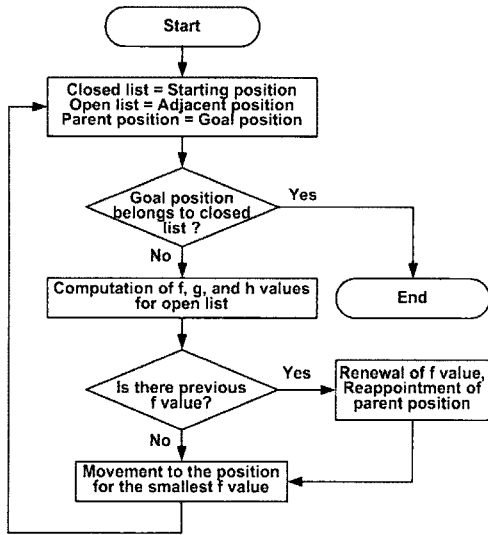 Start
Closed list = Starting position
Open list = Adjacent position
Parent position = Goal position
Goal position
belongs to closed
list ?
Yes
No
Computation of f, g, and h values
for open list
End
Is there previous
f value?
Yes
Renewal of f value,
Reappointment of
parent position
No
Movement to the position
for the smallest f value